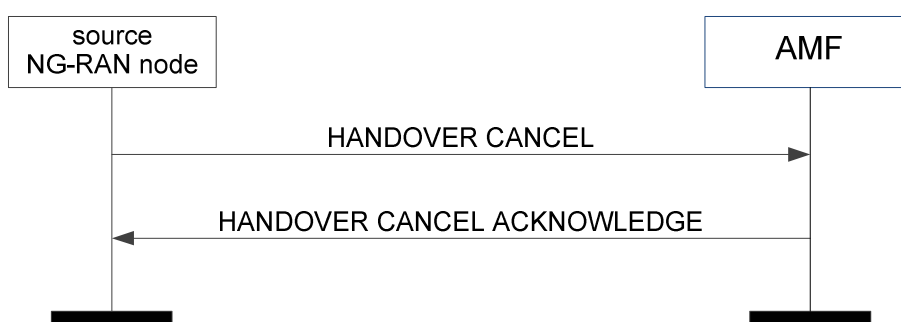 source
NG-RAN node
AMF
HANDOVER CANCEL
HANDOVER CANCEL ACKNOWLEDGE